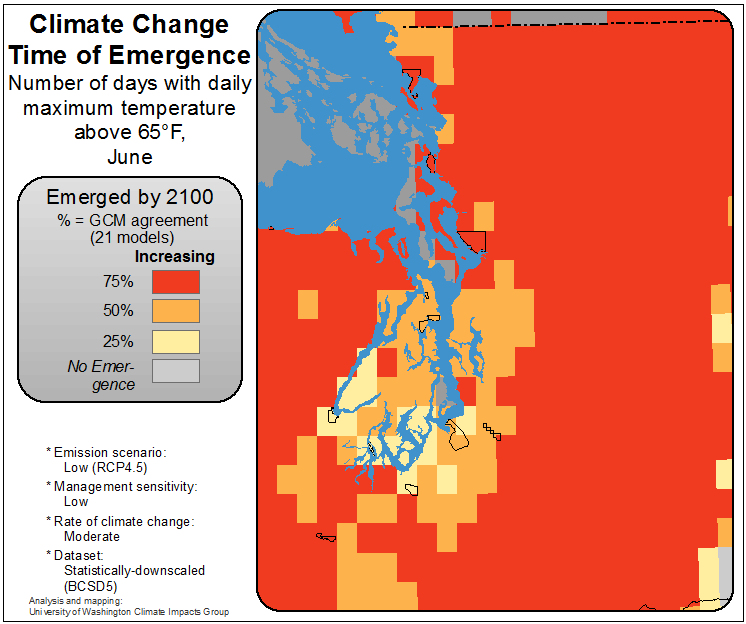 Climate Change
Time of Emergence
Number of days with daily
maximum temperature
above 65°F,
June
Emerged by 2100
% = GCM agreement
(21 models)
Increasing
75%
50%
25%
No Emer-
gence
* Emission scenario:
Low (RCP4.5)
* Management sensitivity:
Low
* Rate of climate change:
Moderate
* Dataset:
Statistically-downscaled
(BCSD5)
Analysis and mapping:
University of Washington Climate Impacts Group